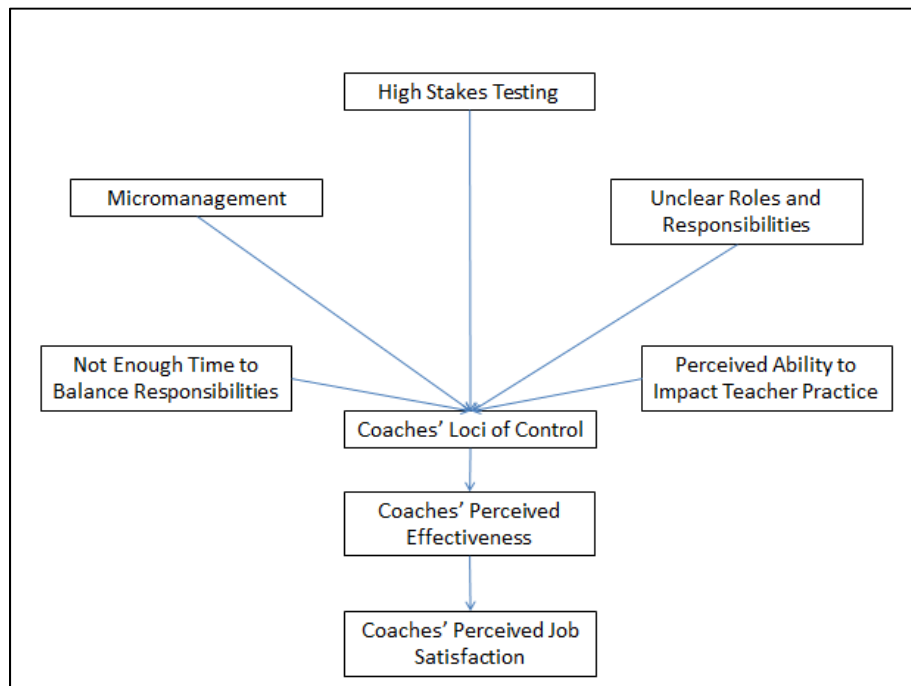 High Stakes Testing
Micromanagement
Unclear Roles and
Responsibilities
Not Enough Time to
Balance Responsibilities
Perceived Ability to
Impact Teacher Practice
Coaches’ Loci of Control
Coaches’ Perceived
Effectiveness
Coaches’ Perceived Job
Satisfaction